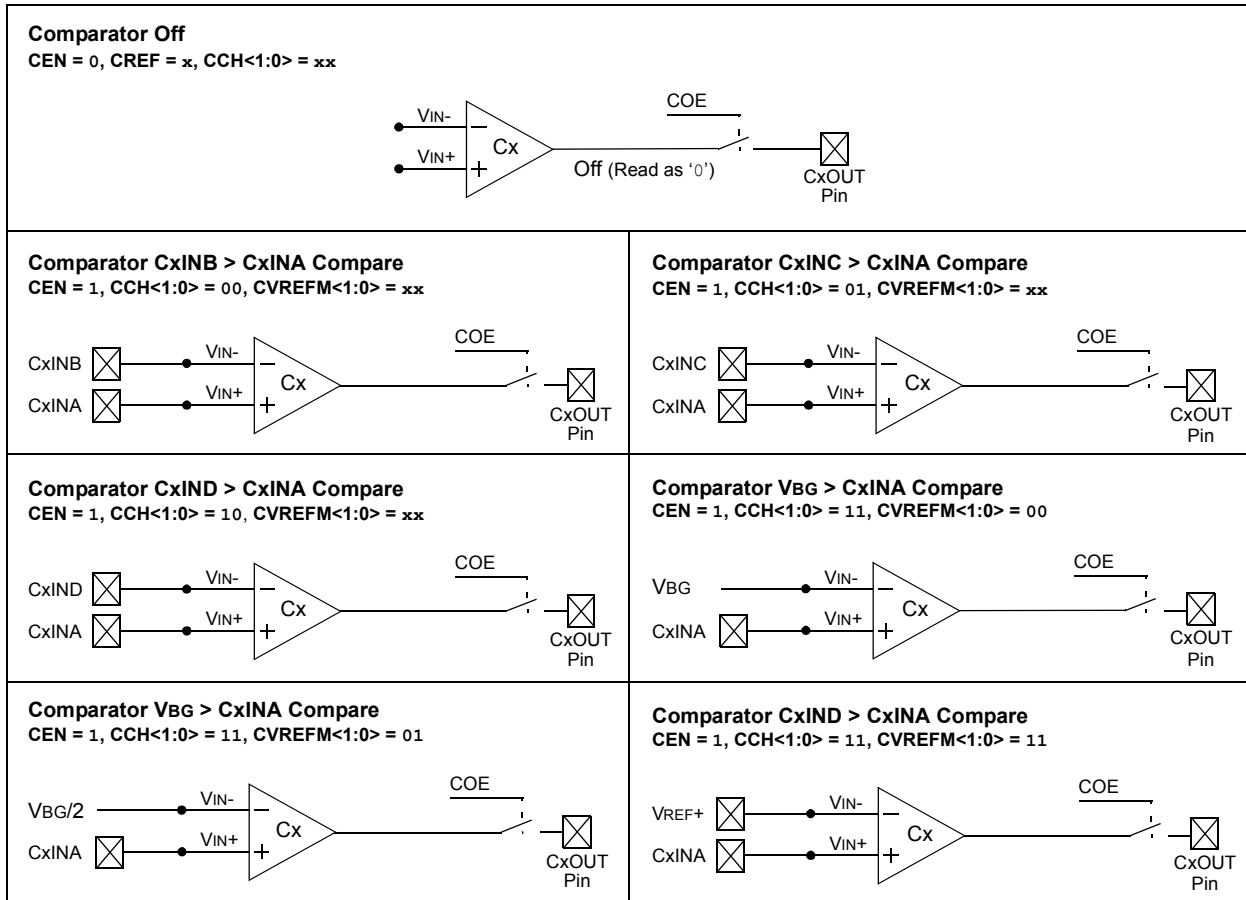 Comparator Off
CEN = 0, CREF = x, CCH<1:0> = xx
COE
VIN-
Cx
VIN+
Off (Read as ‘0’)
CxOUT
Pin
Comparator CxINB > CxINA Compare
CEN = 1, CCH<1:0> = 00, CVREFM<1:0> = xx
COE
CxINB
VIN-
Cx
CxINA
VIN+
CxOUT
Pin
Comparator CxINC > CxINA Compare
CEN = 1, CCH<1:0> = 01, CVREFM<1:0> = xx
COE
CxINC
VIN-
Cx
CxINA
VIN+
CxOUT
Pin
Comparator CxIND > CxINA Compare
CEN = 1, CCH<1:0> = 10, CVREFM<1:0> = xx
COE
CxIND
VIN-
Cx
CxINA
VIN+
CxOUT
Pin
Comparator VBG > CxINA Compare
CEN = 1, CCH<1:0> = 11, CVREFM<1:0> = 00
COE
VBG
VIN-
Cx
CxINA
VIN+
CxOUT
Pin
Comparator VBG > CxINA Compare
CEN = 1, CCH<1:0> = 11, CVREFM<1:0> = 01
COE
VBG/2
VIN-
Cx
CxINA
VIN+
CxOUT
Pin
Comparator CxIND > CxINA Compare
CEN = 1, CCH<1:0> = 11, CVREFM<1:0> = 11
COE
VREF+
VIN-
Cx
CxINA
VIN+
CxOUT
Pin